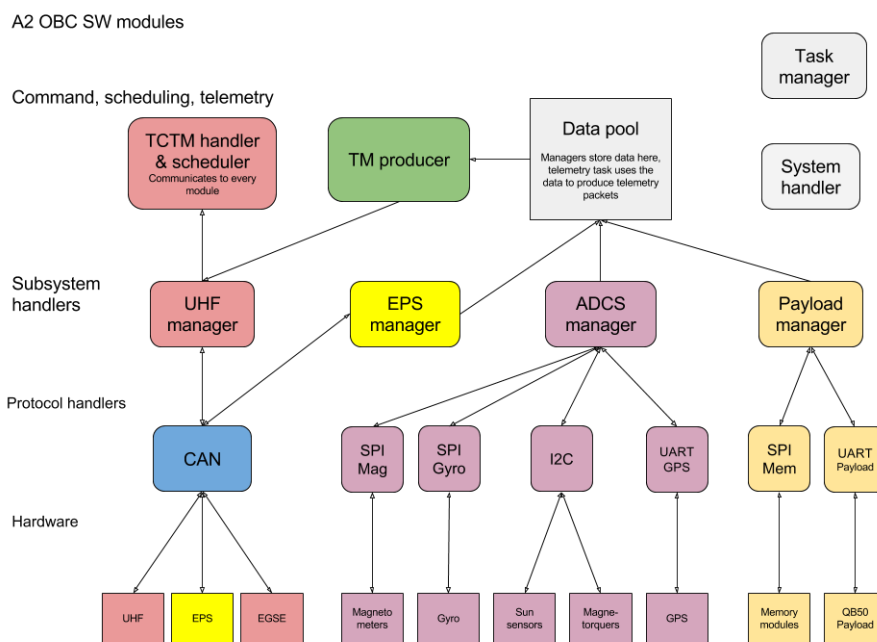 A2 OBC SW modules
Task
manager
Command, scheduling, telemetry
TCTM handler
& scheduler
Communicates to every
module
TM producer
Data pool
Managers store data here,
telemetry task uses the
data to produce telemetry
packets
System
handler
Subsystem
handlers
UHF
manager
EPS
manager
ADCS
manager
Payload
manager
Protocol handlers
CAN
SPI
Mag
SPI
Gyro
I2C
UART
GPS
SPI
Mem
UART
Payload
Hardware
UHF
EPS
EGSE
Magneto
meters
Gyro
Sun
sensors
Magne-
torquers
GPS
Memory
modules
QB50
Payload